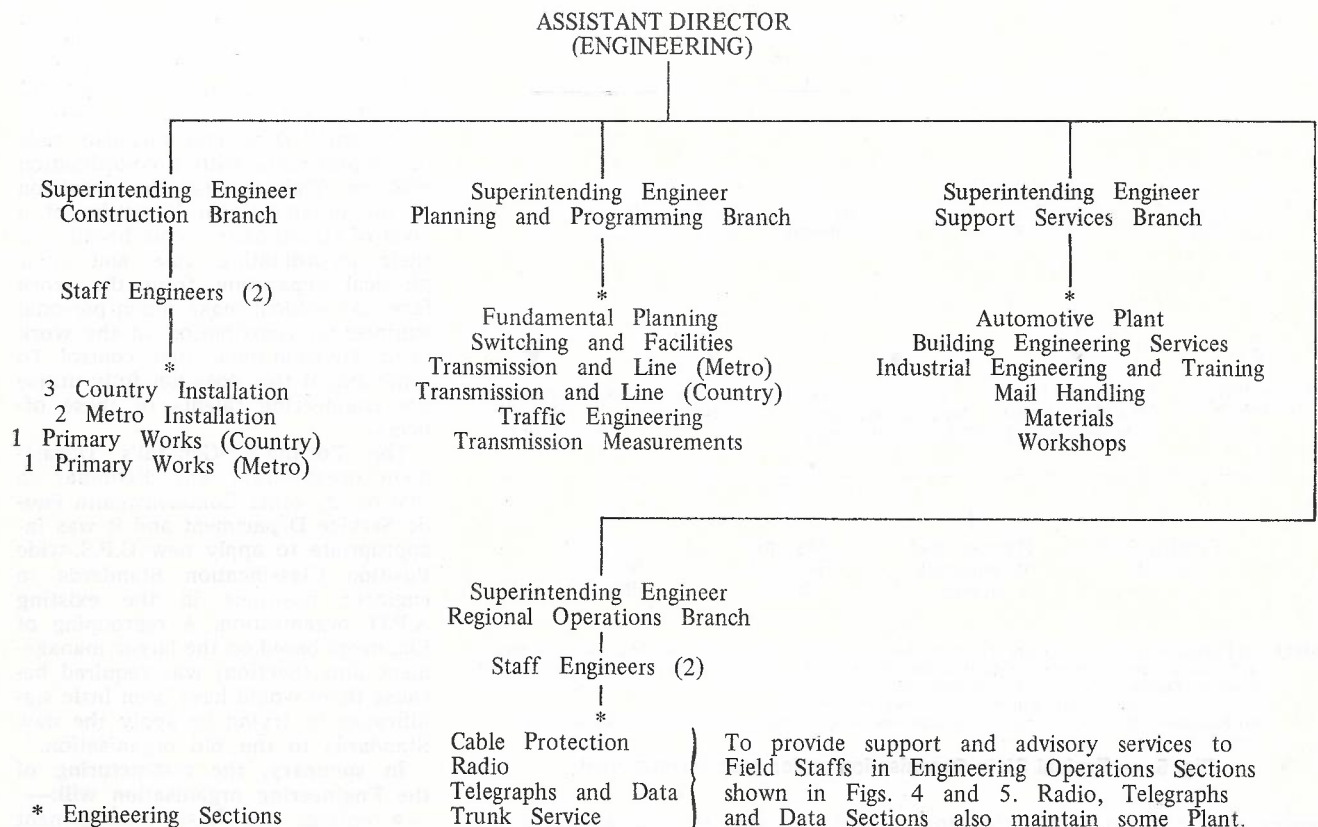 ASSISTANT DIRECTOR
(ENGINEERING)
Superintending Engineer
Construction Branch
Staff Engineers (2)
*
3 Country Installation
2 Metro Installation
1 Primary Works (Country)
1 Primary Works (Metro)
Superintending Engineer
Planning and Programming Branch
*
Fundamental Planning
Switching and Facilities
Transmission and Line (Metro)
Transmission and Line (Country)
Traffic Engineering
Transmission Measurements
Superintending Engineer
Support Services Branch
*
Automotive Plant
Building Engineering Services
Industrial Engineering and Training
Mail Handling
Materials
Workshops
Superintending Engineer
Regional Operations Branch
Staff Engineers (2)
*
Cable Protection
Radio
Telegraphs and Data
Trunk Service
To provide support and advisory services to
Field Staffs in Engineering Operations Sections
shown in Figs. 4 and 5. Radio, Telegraphs
and Data Sections also maintain some Plant.
* Engineering Sections